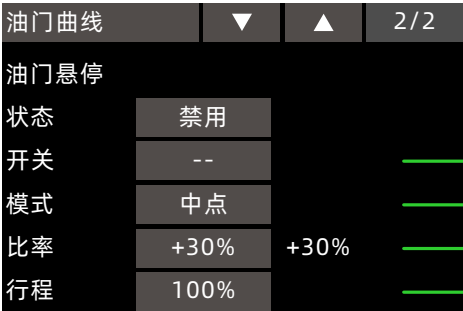 油门曲线 ▼ ▲ 2/2
油门悬停
状态 禁用
开关 --
模式 中点
比率 +30% +30%
行程 100%